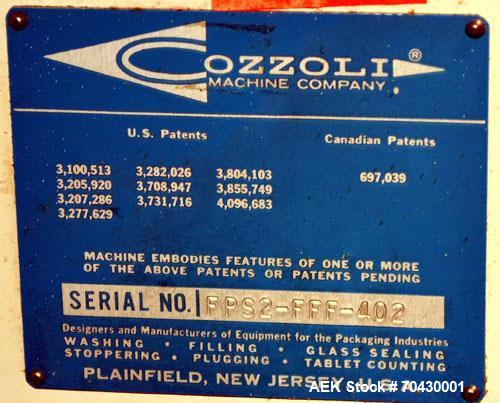 COZZOLI®
MACHINE COMPANY
U.S. Patents Canadian Patents
3,100,513 3,282,026 3,804,103 697,039
3,205,920 3,708,947 3,855,749
3,207,286 3,731,716 4,096,683
3,277,629
MACHINE EMBODIES FEATURES OF ONE OR MORE
OF THE ABOVE PATENTS OR PATENTS PENDING
SERIAL NO. FPS2-FFF-402
Designers and Manufacturers of Equipment for the Packaging Industries
WASHING • FILLING • GLASS SEALING
STOPPERING • PLUGGING • TABLET COUNTING
PLAINFIELD, NEW JERSEY U.S.A.
AEK Stock # 70430001